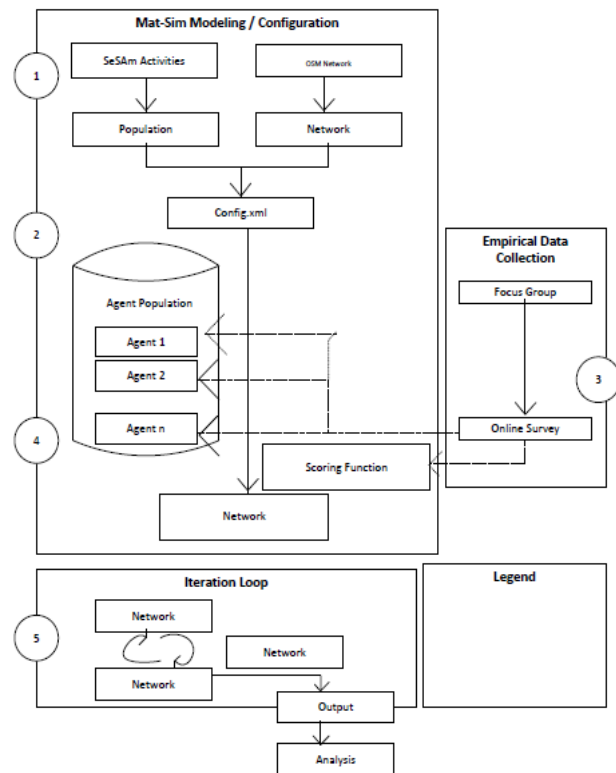 Mat-Sim Modeling / Configuration
1
SeSAm Activities
OSM Network
Population
Network
Config.xml
2
Agent Population
Agent 1
Agent 2
Agent n
4
Scoring Function
Network
Empirical Data
Collection
Focus Group
3
Online Survey
Iteration Loop
5
Network
Network
Network
Output
Analysis
Legend